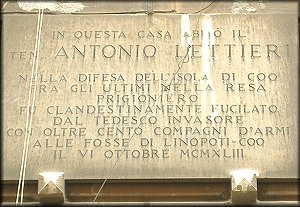 IN QUESTA CASA ABITÒ IL
TEN. ANTONIO LETTIERI
NELLA DIFESA DELL'ISOLA DI COO
FRA GLI ULTIMI NELLA RESA
PRIGIONIERO
FU CLANDESTINAMENTE FUCILATO
DAL TEDESCO INVASORE
CON OLTRE CENTO COMPAGNI D'ARMI
ALLE FOSSE DI LINOPOTI-COO
IL VI OTTOBRE MCMXLIII